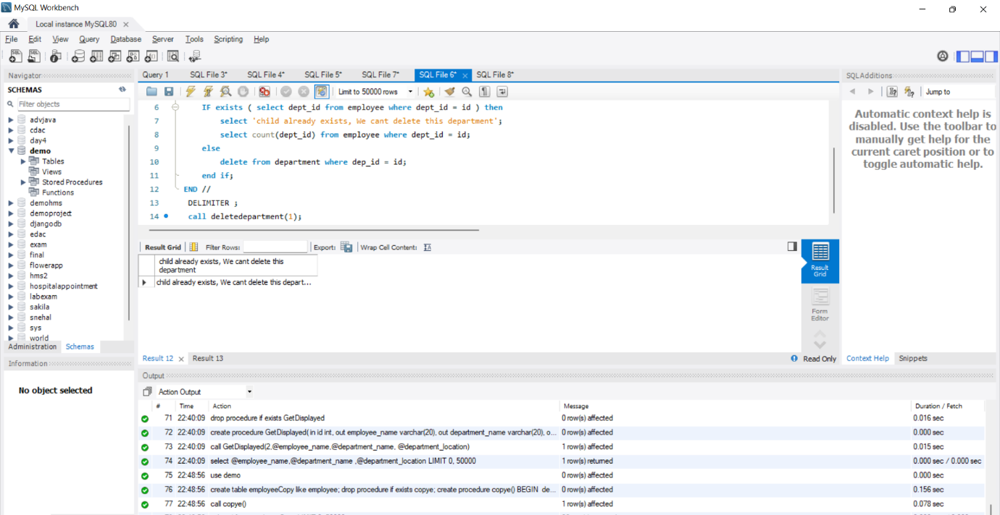 MySQL Workbench
Local instance MySQL80
File Edit View Query Database Server Tools Scripting Help
Navigator
SCHEMAS
Filter objects
advjava
cdac
day4
demo
Tables
Views
Stored Procedures
Functions
demohms
demoproject
djangodb
edac
exam
final
flowerapp
hms2
hospitalappointment
labexam
sakila
snehal
sys
world
Administration Schemas
Information
No object selected
Query 1 SQL File 3* SQL File 4* SQL File 5* SQL File 7* SQL File 6* SQL File 8*
Limit to 50000 rows
6 IF exists ( select dept_id from employee where dept_id = id ) then
7 select 'child already exists, We cant delete this department';
8 select count(dept_id) from employee where dept_id = id;
9 else
10 delete from department where dep_id = id;
11 end if;
12 END //
13 DELIMITER ;
14 call deletedepartment(1);
Result Grid Filter Rows: Export: Wrap Cell Content:
child already exists, We cant delete this
department
child already exists, We cant delete this depart...
Result
Grid
Form
Editor
Result 12 Result 13 Read Only
SQLAdditions
Jump to
Automatic context help is
disabled. Use the toolbar to
manually get help for the
current caret position or to
toggle automatic help.
Context Help Snippets
Output
Action Output
# Time Action Message Duration / Fetch
71 22:40:09 drop procedure if exists GetDisplayed 0 row(s) affected 0.016 sec
72 22:40:09 create procedure GetDisplayed( in id int, out employee_name varchar(20), out department_name varchar(20), o... 0 row(s) affected 0.000 sec
73 22:40:09 call GetDisplayed(2,@employee_name,@department_name, @department_location) 1 row(s) affected 0.015 sec
74 22:40:09 select @employee_name,@department_name ,@department_location LIMIT 0, 50000 1 row(s) returned 0.000 sec / 0.000 sec
75 22:48:56 use demo 0 row(s) affected 0.000 sec
76 22:48:56 create table employeeCopy like employee; drop procedure if exists copye; create procedure copye() BEGIN de... 0 row(s) affected 0.156 sec
77 22:48:56 call copye() 1 row(s) affected 0.078 sec